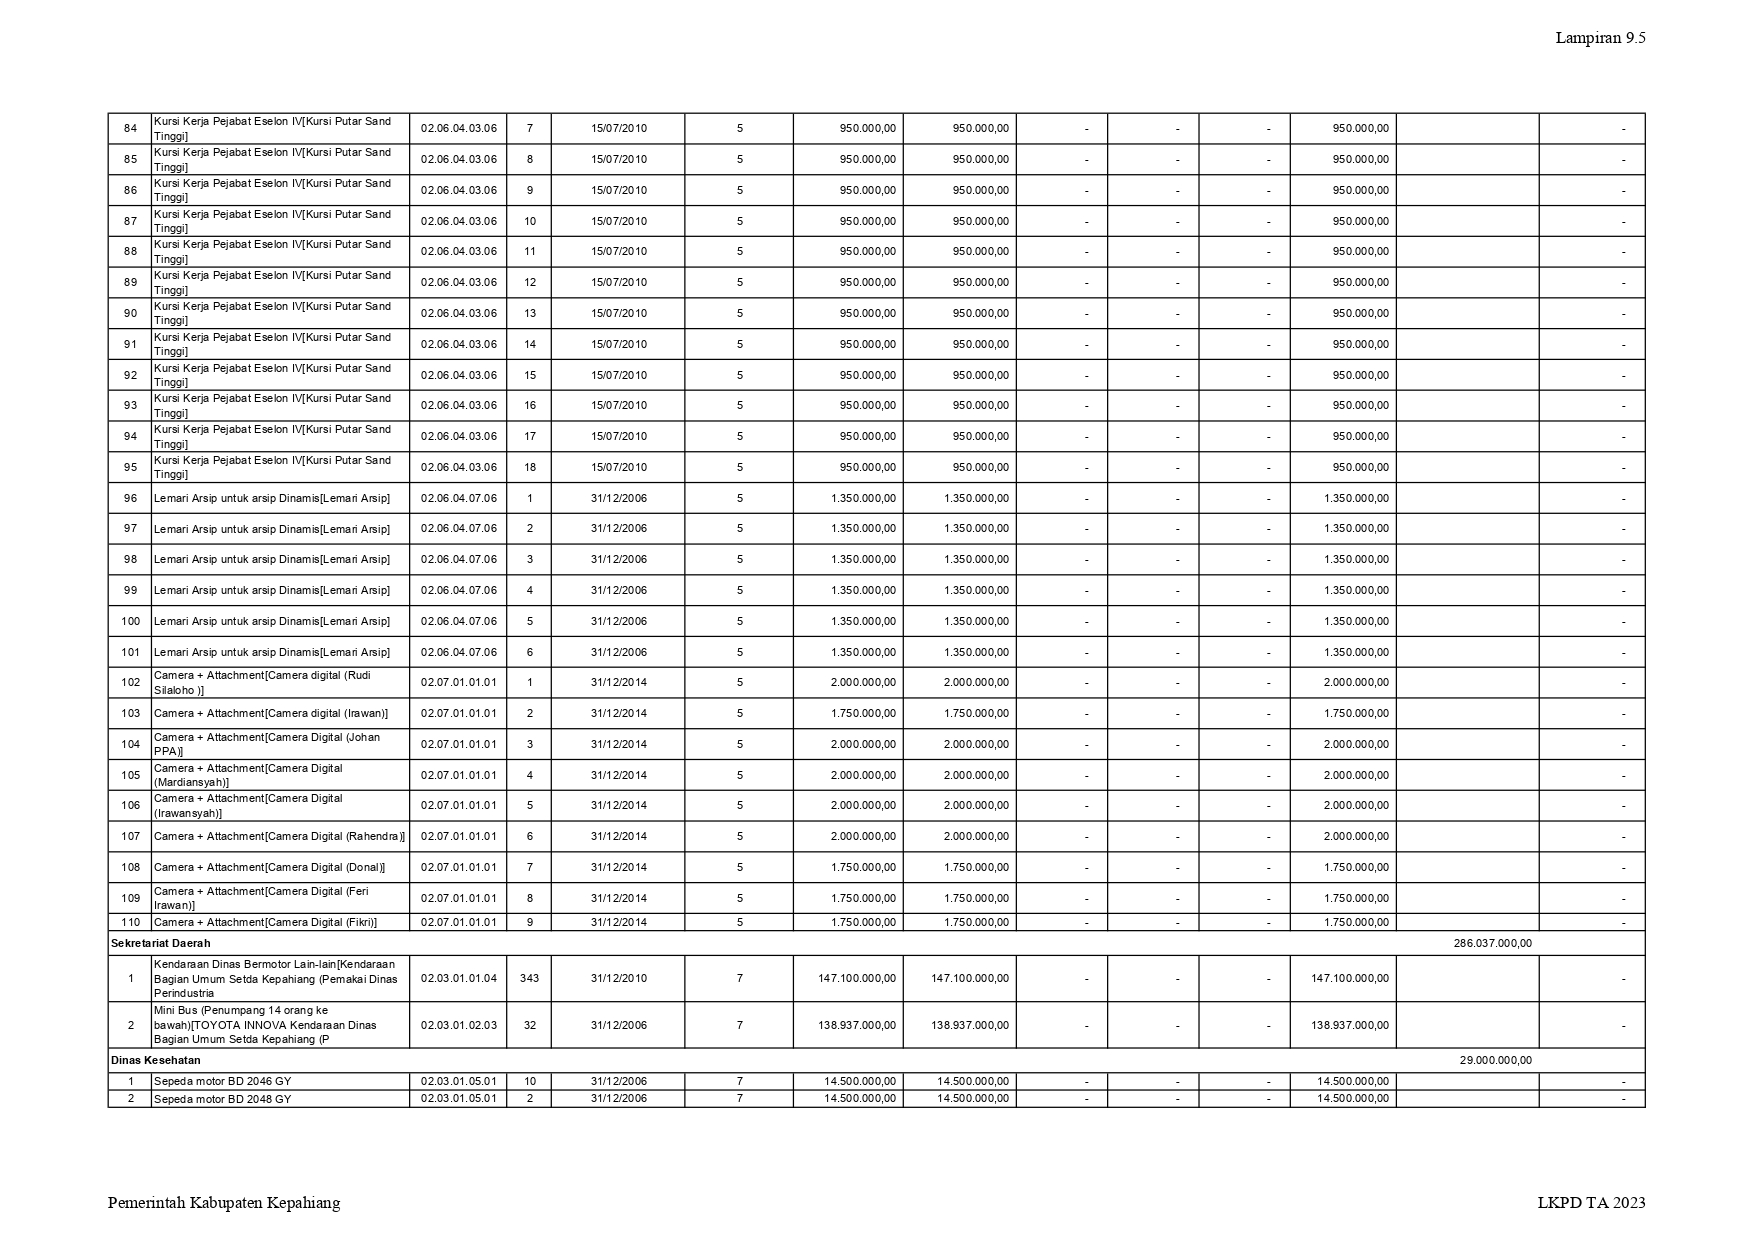 Lampiran 9.5
84 Kursi Kerja Pejabat Eselon IV[Kursi Putar Sand Tinggi] 02.06.04.03.06 7 15/07/2010 5 950.000,00 950.000,00 - - - 950.000,00 -
85 Kursi Kerja Pejabat Eselon IV[Kursi Putar Sand Tinggi] 02.06.04.03.06 8 15/07/2010 5 950.000,00 950.000,00 - - - 950.000,00 -
86 Kursi Kerja Pejabat Eselon IV[Kursi Putar Sand Tinggi] 02.06.04.03.06 9 15/07/2010 5 950.000,00 950.000,00 - - - 950.000,00 -
87 Kursi Kerja Pejabat Eselon IV[Kursi Putar Sand Tinggi] 02.06.04.03.06 10 15/07/2010 5 950.000,00 950.000,00 - - - 950.000,00 -
88 Kursi Kerja Pejabat Eselon IV[Kursi Putar Sand Tinggi] 02.06.04.03.06 11 15/07/2010 5 950.000,00 950.000,00 - - - 950.000,00 -
89 Kursi Kerja Pejabat Eselon IV[Kursi Putar Sand Tinggi] 02.06.04.03.06 12 15/07/2010 5 950.000,00 950.000,00 - - - 950.000,00 -
90 Kursi Kerja Pejabat Eselon IV[Kursi Putar Sand Tinggi] 02.06.04.03.06 13 15/07/2010 5 950.000,00 950.000,00 - - - 950.000,00 -
91 Kursi Kerja Pejabat Eselon IV[Kursi Putar Sand Tinggi] 02.06.04.03.06 14 15/07/2010 5 950.000,00 950.000,00 - - - 950.000,00 -
92 Kursi Kerja Pejabat Eselon IV[Kursi Putar Sand Tinggi] 02.06.04.03.06 15 15/07/2010 5 950.000,00 950.000,00 - - - 950.000,00 -
93 Kursi Kerja Pejabat Eselon IV[Kursi Putar Sand Tinggi] 02.06.04.03.06 16 15/07/2010 5 950.000,00 950.000,00 - - - 950.000,00 -
94 Kursi Kerja Pejabat Eselon IV[Kursi Putar Sand Tinggi] 02.06.04.03.06 17 15/07/2010 5 950.000,00 950.000,00 - - - 950.000,00 -
95 Kursi Kerja Pejabat Eselon IV[Kursi Putar Sand Tinggi] 02.06.04.03.06 18 15/07/2010 5 950.000,00 950.000,00 - - - 950.000,00 -
96 Lemari Arsip untuk arsip Dinamis[Lemari Arsip] 02.06.04.07.06 1 31/12/2006 5 1.350.000,00 1.350.000,00 - - - 1.350.000,00 -
97 Lemari Arsip untuk arsip Dinamis[Lemari Arsip] 02.06.04.07.06 2 31/12/2006 5 1.350.000,00 1.350.000,00 - - - 1.350.000,00 -
98 Lemari Arsip untuk arsip Dinamis[Lemari Arsip] 02.06.04.07.06 3 31/12/2006 5 1.350.000,00 1.350.000,00 - - - 1.350.000,00 -
99 Lemari Arsip untuk arsip Dinamis[Lemari Arsip] 02.06.04.07.06 4 31/12/2006 5 1.350.000,00 1.350.000,00 - - - 1.350.000,00 -
100 Lemari Arsip untuk arsip Dinamis[Lemari Arsip] 02.06.04.07.06 5 31/12/2006 5 1.350.000,00 1.350.000,00 - - - 1.350.000,00 -
101 Lemari Arsip untuk arsip Dinamis[Lemari Arsip] 02.06.04.07.06 6 31/12/2006 5 1.350.000,00 1.350.000,00 - - - 1.350.000,00 -
102 Camera + Attachment[Camera digital (Rudi Silaloho )] 02.07.01.01.01 1 31/12/2014 5 2.000.000,00 2.000.000,00 - - - 2.000.000,00 -
103 Camera + Attachment[Camera digital (Irawan)] 02.07.01.01.01 2 31/12/2014 5 1.750.000,00 1.750.000,00 - - - 1.750.000,00 -
104 Camera + Attachment[Camera Digital (Johan PPA)] 02.07.01.01.01 3 31/12/2014 5 2.000.000,00 2.000.000,00 - - - 2.000.000,00 -
105 Camera + Attachment[Camera Digital (Mardiansyah)] 02.07.01.01.01 4 31/12/2014 5 2.000.000,00 2.000.000,00 - - - 2.000.000,00 -
106 Camera + Attachment[Camera Digital (Irawansyah)] 02.07.01.01.01 5 31/12/2014 5 2.000.000,00 2.000.000,00 - - - 2.000.000,00 -
107 Camera + Attachment[Camera Digital (Rahendra)] 02.07.01.01.01 6 31/12/2014 5 2.000.000,00 2.000.000,00 - - - 2.000.000,00 -
108 Camera + Attachment[Camera Digital (Donal)] 02.07.01.01.01 7 31/12/2014 5 1.750.000,00 1.750.000,00 - - - 1.750.000,00 -
109 Camera + Attachment[Camera Digital (Feri Irawan)] 02.07.01.01.01 8 31/12/2014 5 1.750.000,00 1.750.000,00 - - - 1.750.000,00 -
110 Camera + Attachment[Camera Digital (Fikri)] 02.07.01.01.01 9 31/12/2014 5 1.750.000,00 1.750.000,00 - - - 1.750.000,00 -
Sekretariat Daerah 286.037.000,00
1 Kendaraan Dinas Bermotor Lain-lain[Kendaraan Bagian Umum Setda Kepahiang (Pemakai Dinas Perindustria 02.03.01.01.04 343 31/12/2010 7 147.100.000,00 147.100.000,00 - - - 147.100.000,00 -
2 Mini Bus (Penumpang 14 orang ke bawah)[TOYOTA INNOVA Kendaraan Dinas Bagian Umum Setda Kepahiang (P 02.03.01.02.03 32 31/12/2006 7 138.937.000,00 138.937.000,00 - - - 138.937.000,00 -
Dinas Kesehatan 29.000.000,00
1 Sepeda motor BD 2046 GY 02.03.01.05.01 10 31/12/2006 7 14.500.000,00 14.500.000,00 - - - 14.500.000,00 -
2 Sepeda motor BD 2048 GY 02.03.01.05.01 2 31/12/2006 7 14.500.000,00 14.500.000,00 - - - 14.500.000,00 -
Pemerintah Kabupaten Kepahiang LKPD TA 2023